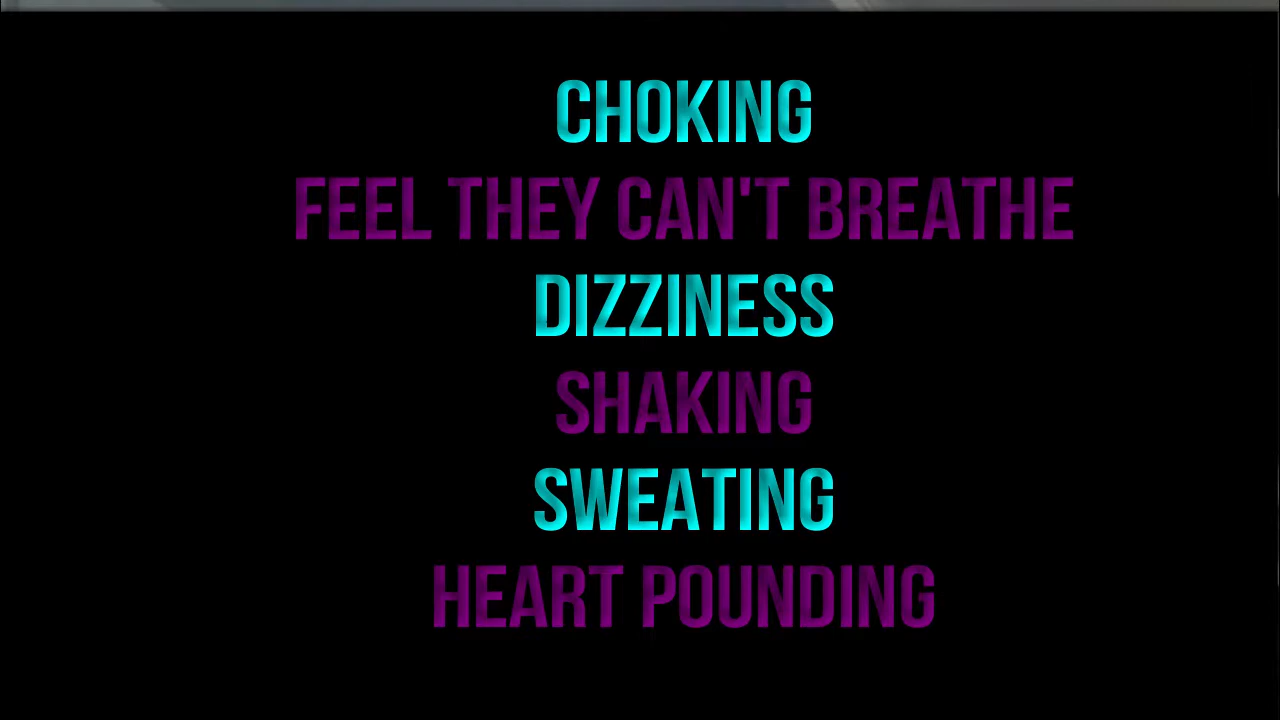 CHOKING
FEEL THEY CAN'T BREATHE
DIZZINESS
SHAKING
SWEATING
HEART POUNDING